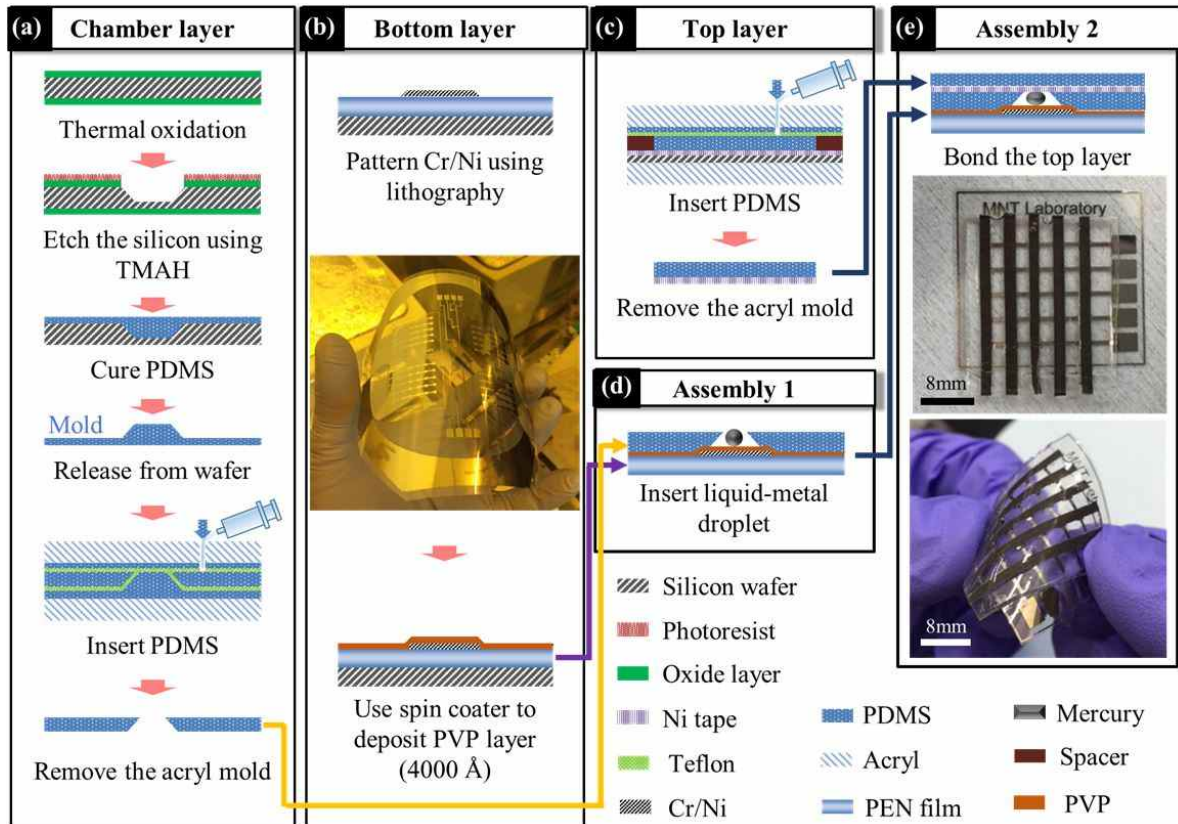 (a) Chamber layer
Thermal oxidation
Etch the silicon using
TMAH
Cure PDMS
Mold
Release from wafer
Insert PDMS
Remove the acryl mold
(b) Bottom layer
Pattern Cr/Ni using
lithography
Use spin coater to
deposit PVP layer
(4000 Å)
(c) Top layer
Insert PDMS
Remove the acryl mold
(d) Assembly 1
Insert liquid-metal
droplet
(e) Assembly 2
Bond the top layer
MNT Laboratory
8mm
8mm
Silicon wafer
Photoresist
Oxide layer
Ni tape
Teflon
Cr/Ni
PDMS
Acryl
PEN film
Mercury
Spacer
PVP